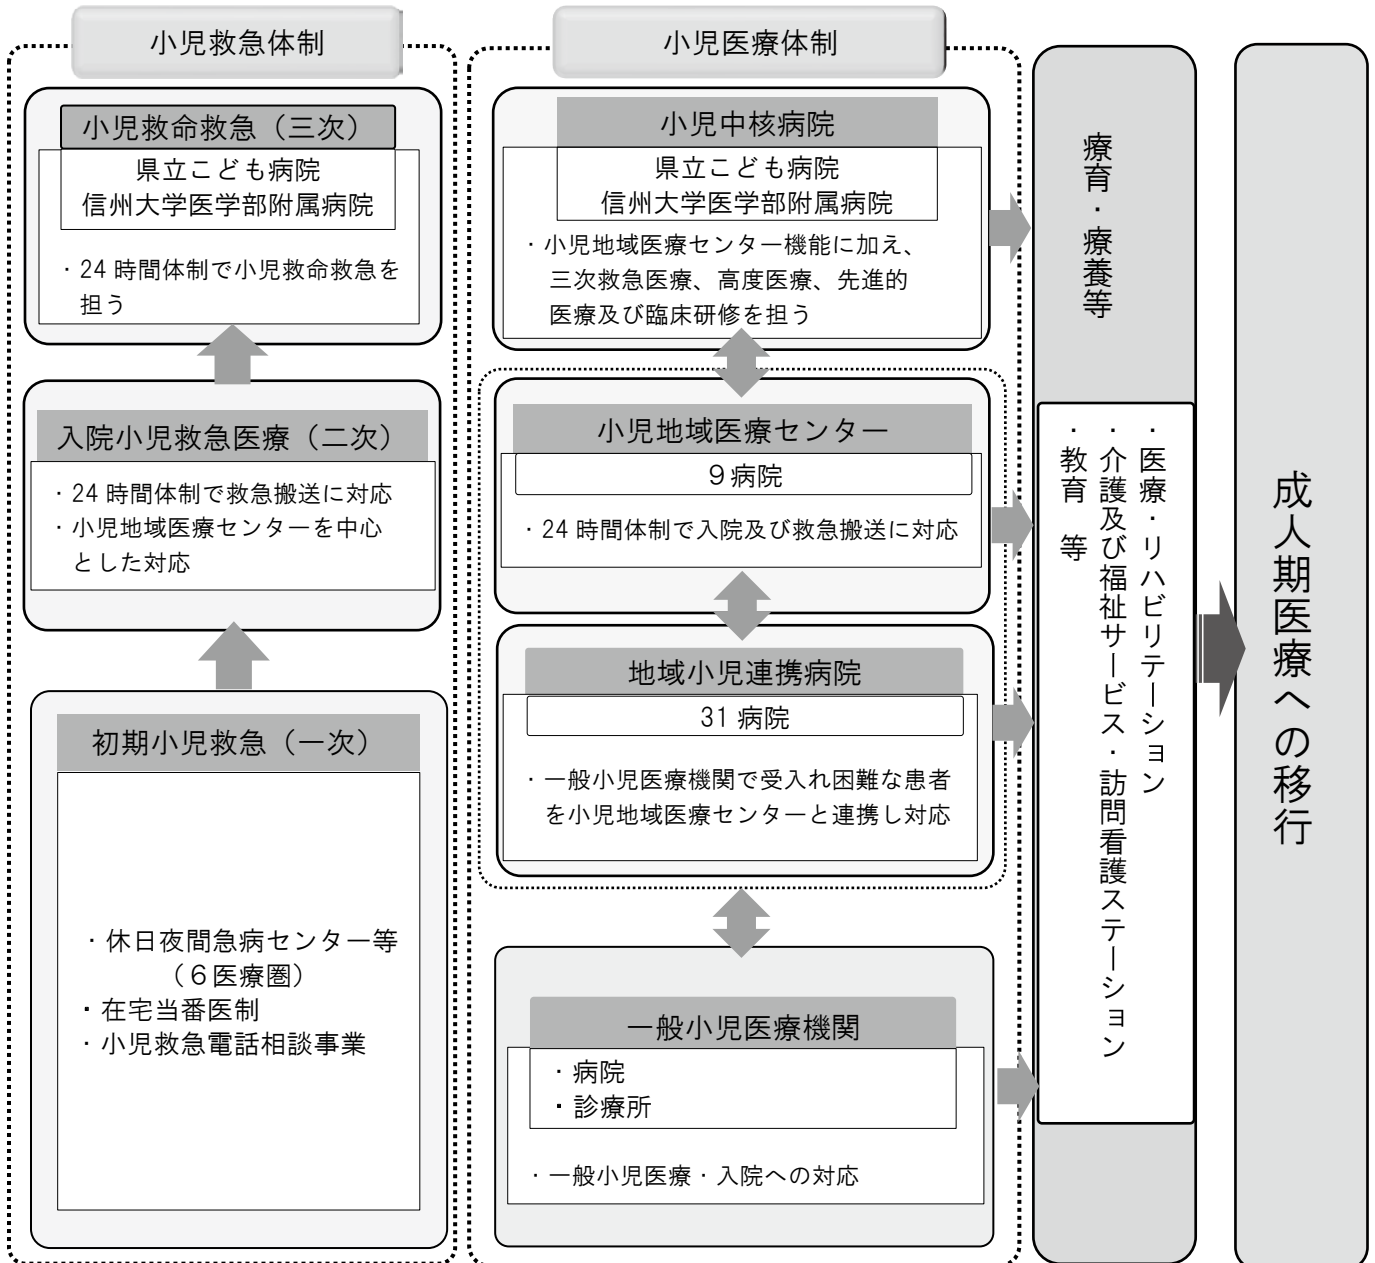 小児救急体制
小児救命救急（三次）
県立こども病院
信州大学医学部附属病院
・24 時間体制で小児救命救急を
担う
入院小児救急医療（二次）
・24 時間体制で救急搬送に対応
・小児地域医療センターを中心
とした対応
初期小児救急（一次）
・休日夜間急病センター等
（６医療圏）
・在宅当番医制
・小児救急電話相談事業
小児医療体制
小児中核病院
県立こども病院
信州大学医学部附属病院
・小児地域医療センター機能に加え、
三次救急医療、高度医療、先進的
医療及び臨床研修を担う
小児地域医療センター
９病院
・24 時間体制で入院及び救急搬送に対応
地域小児連携病院
31 病院
・一般小児医療機関で受入れ困難な患者
を小児地域医療センターと連携し対応
一般小児医療機関
・病院
・診療所
・一般小児医療・入院への対応
療育・療養等
・医療・リハビリテーション
・介護及び福祉サービス・訪問看護ステーション
・教育　等
成人期医療への移行